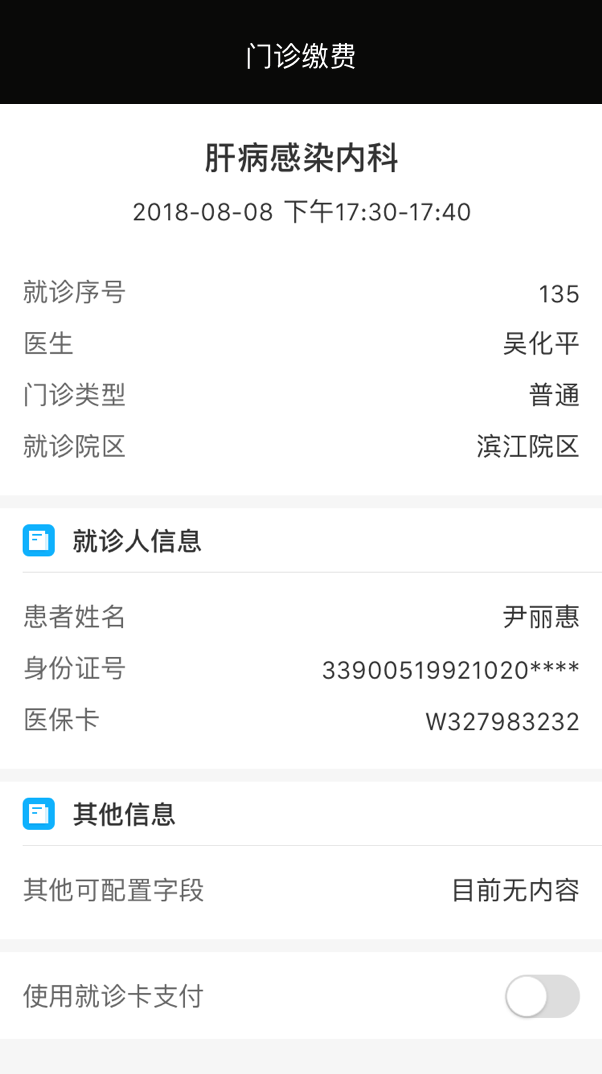 门诊缴费
肝病感染内科
2018-08-08 下午17:30-17:40
就诊序号 135
医生 吴化平
门诊类型 普通
就诊院区 滨江院区
就诊人信息
患者姓名 尹丽惠
身份证号 33900519921020****
医保卡 W327983232
其他信息
其他可配置字段 目前无内容
使用就诊卡支付